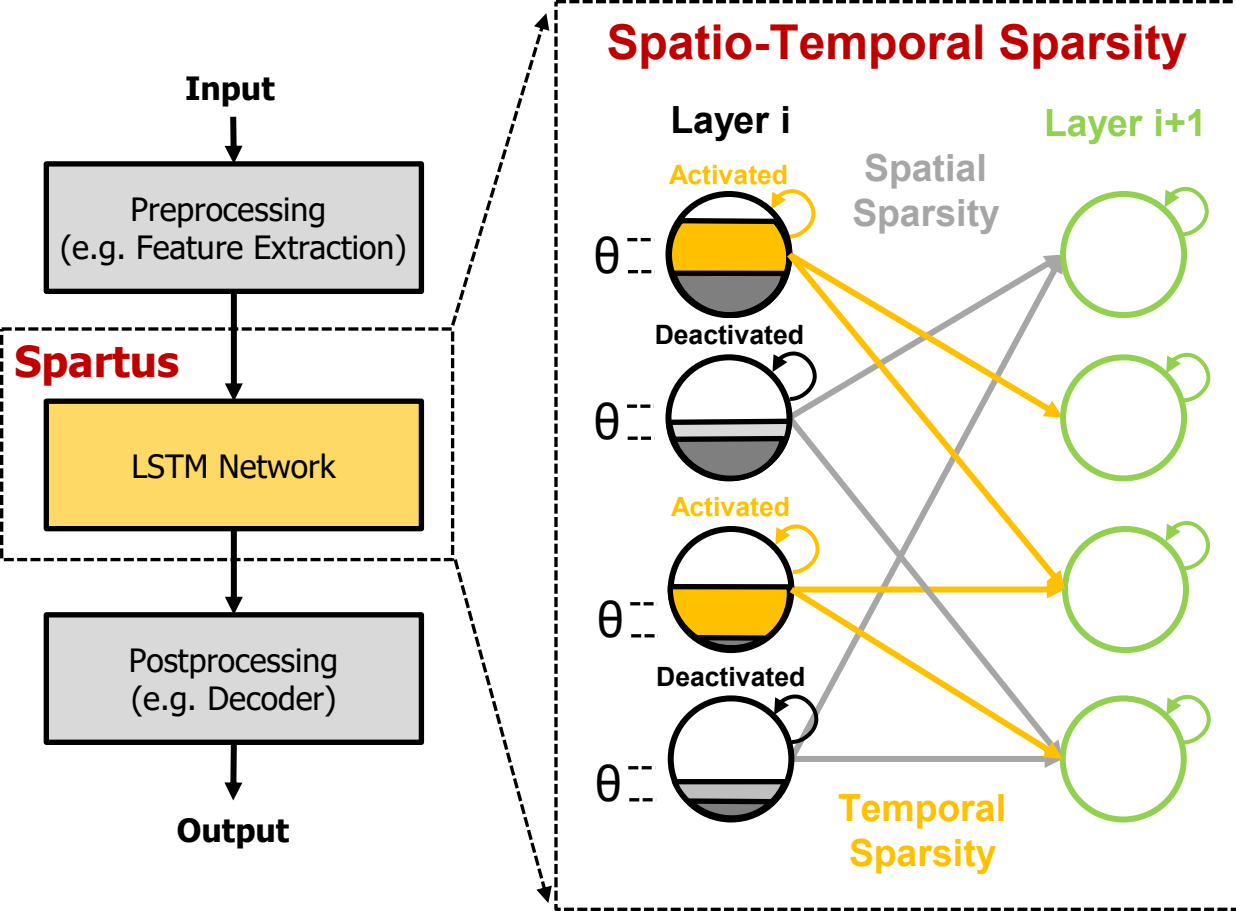 Input
Preprocessing
(e.g. Feature Extraction)
Spartus
LSTM Network
Postprocessing
(e.g. Decoder)
Output
Spatio-Temporal Sparsity
Layer i
Layer i+1
Activated
Spatial
Sparsity
θ
Deactivated
θ
Activated
θ
Deactivated
θ
Temporal
Sparsity